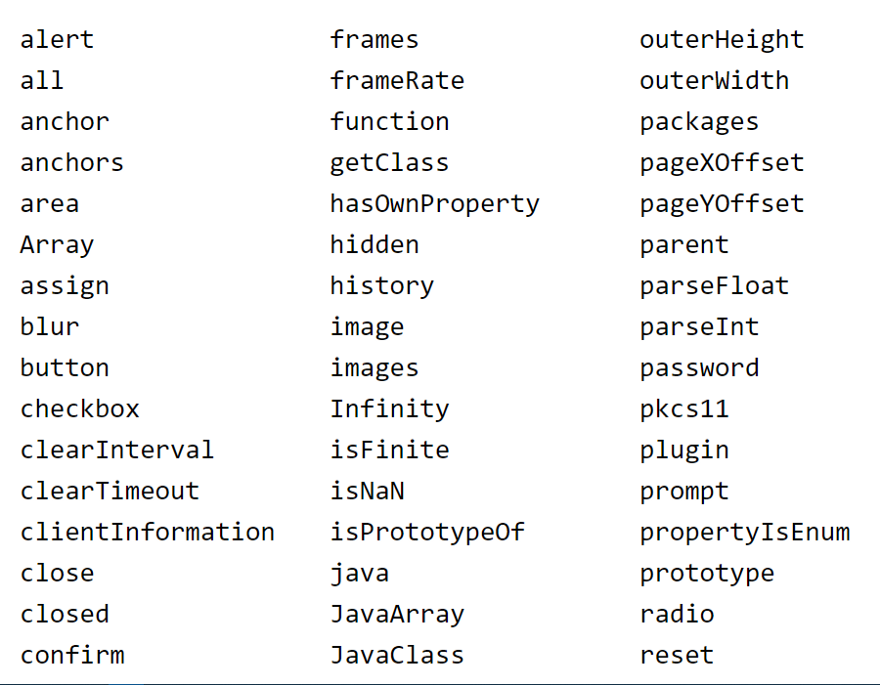 alert frames outerHeight
all frameRate outerWidth
anchor function packages
anchors getClass pageXOffset
area hasOwnProperty pageYOffset
Array hidden parent
assign history parseFloat
blur image parseInt
button images password
checkbox Infinity pkcs11
clearInterval isFinite plugin
clearTimeout isNaN prompt
clientInformation isPrototypeOf propertyIsEnum
close java prototype
closed JavaArray radio
confirm JavaClass reset